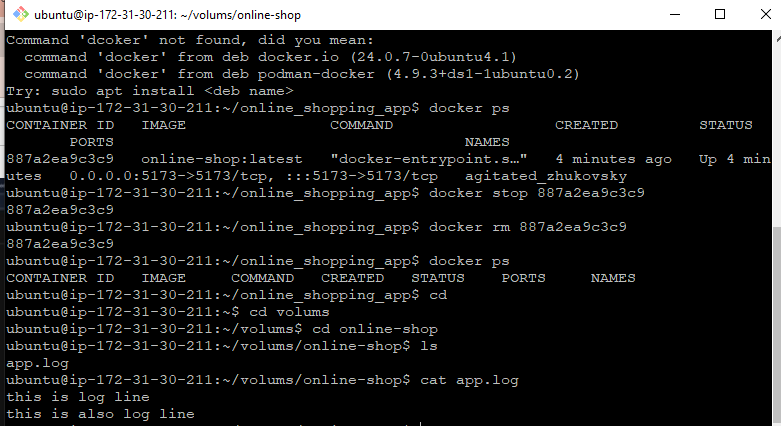 ubuntu@ip-172-31-30-211: ~/volums/online-shop
Command 'dcoker' not found, did you mean:
  command 'docker' from deb docker.io (24.0.7-0ubuntu4.1)
  command 'docker' from deb podman-docker (4.9.3+ds1-1ubuntu0.2)
Try: sudo apt install <deb name>
ubuntu@ip-172-31-30-211:~/online_shopping_app$ docker ps
CONTAINER ID   IMAGE                COMMAND                  CREATED         STATUS
       PORTS                                       NAMES
887a2ea9c3c9   online-shop:latest   "docker-entrypoint.s…"   4 minutes ago   Up 4 min
utes   0.0.0.0:5173->5173/tcp, :::5173->5173/tcp   agitated_zhukovsky
ubuntu@ip-172-31-30-211:~/online_shopping_app$ docker stop 887a2ea9c3c9
887a2ea9c3c9
ubuntu@ip-172-31-30-211:~/online_shopping_app$ docker rm 887a2ea9c3c9
887a2ea9c3c9
ubuntu@ip-172-31-30-211:~/online_shopping_app$ docker ps
CONTAINER ID   IMAGE     COMMAND   CREATED   STATUS    PORTS     NAMES
ubuntu@ip-172-31-30-211:~/online_shopping_app$ cd
ubuntu@ip-172-31-30-211:~$ cd volums
ubuntu@ip-172-31-30-211:~/volums$ cd online-shop
ubuntu@ip-172-31-30-211:~/volums/online-shop$ ls
app.log
ubuntu@ip-172-31-30-211:~/volums/online-shop$ cat app.log
this is log line
this is also log line